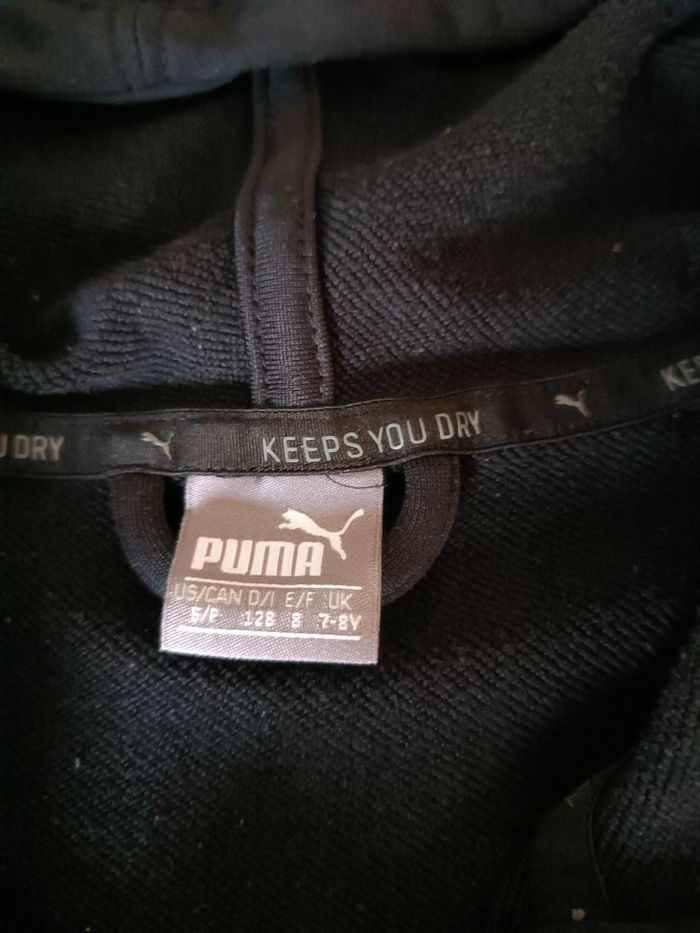 U DRY KEEPS YOU DRY KE
PUMA
US/CAN D/I E/F UK
S/P 128 8 7-8Y